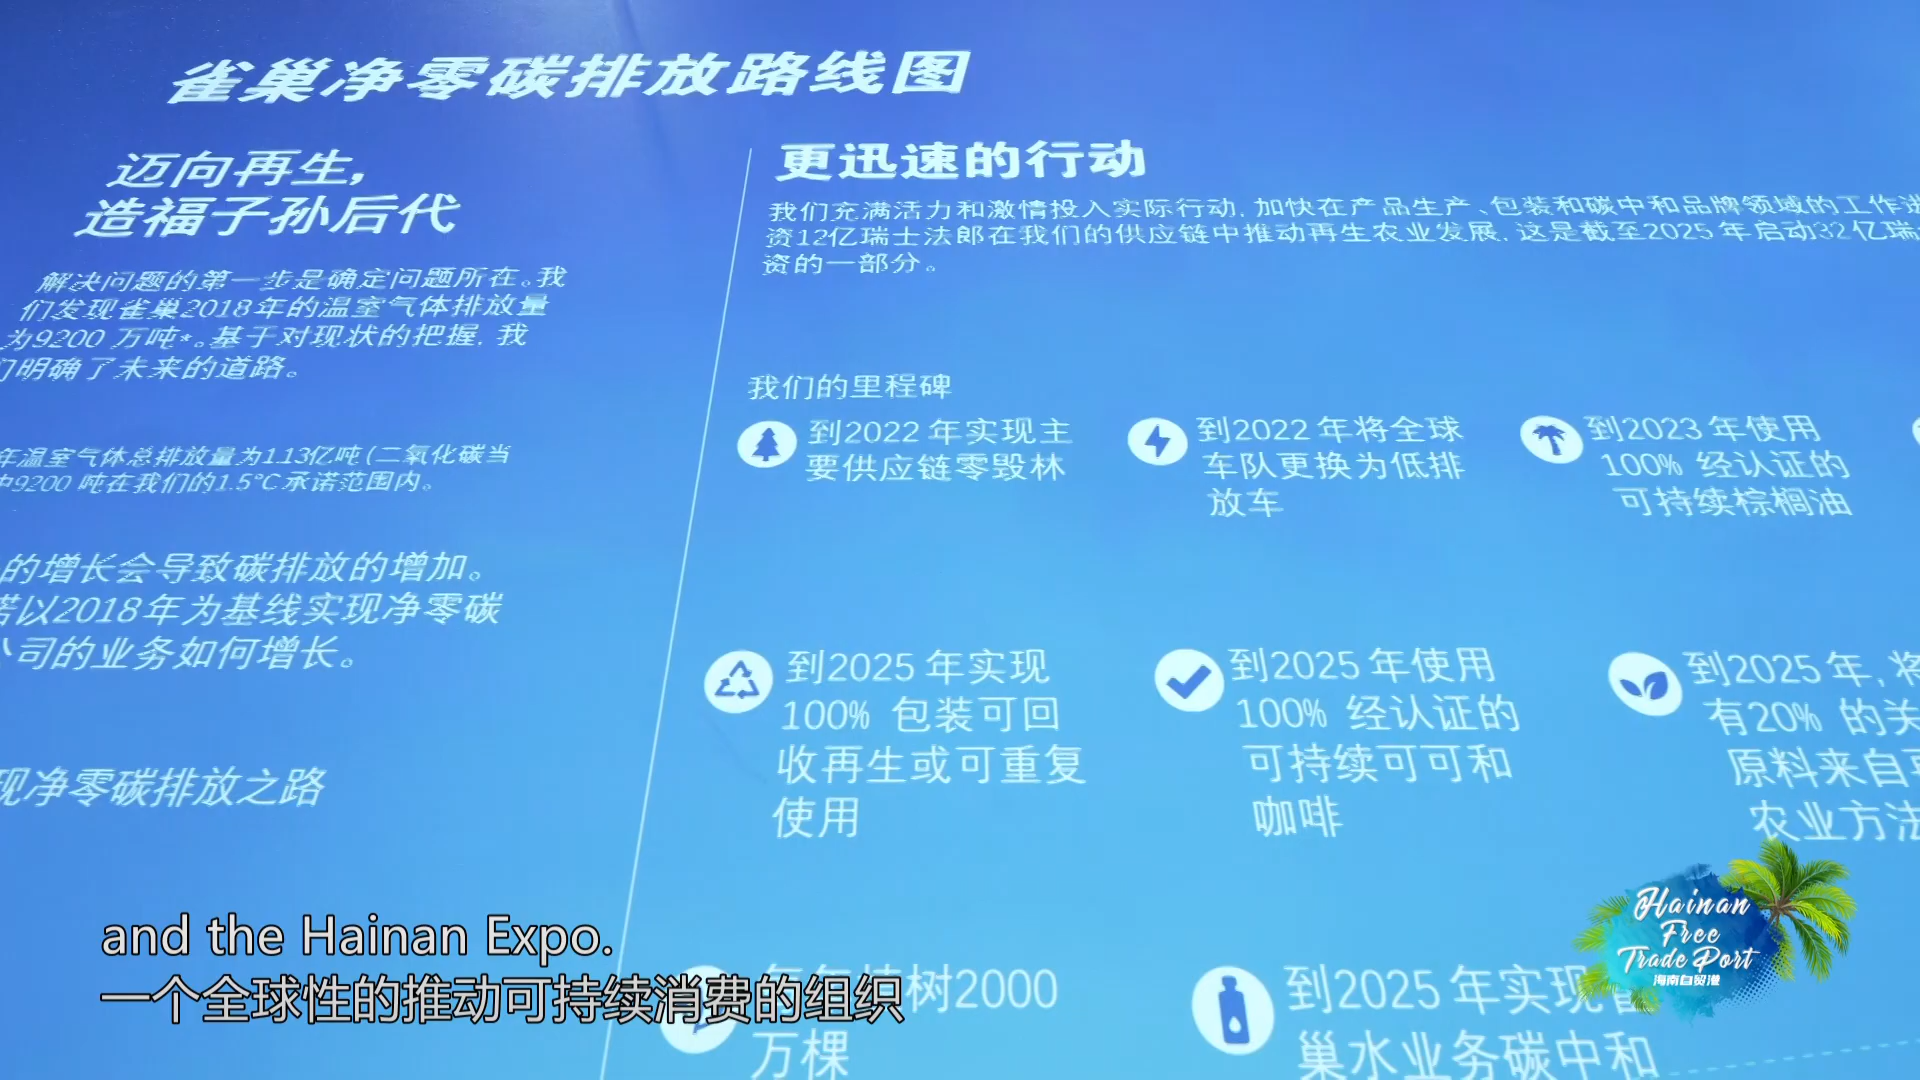 雀巢净零碳排放路线图
迈向再生，
造福子孙后代
解决问题的第一步是确定问题所在。我
们发现雀巢2018年的温室气体排放量
为9200 万吨*。基于对现状的把握，我
们明确了未来的道路。
年温室气体总排放量为1.13亿吨（二氧化碳当
中9200 吨在我们的1.5°C承诺范围内。
的增长会导致碳排放的增加。
诺以2018年为基线实现净零碳
公司的业务如何增长。
现净零碳排放之路
更迅速的行动
我们充满活力和激情投入实际行动，加快在产品生产、包装和碳中和品牌领域的工作进
资12亿瑞士法郎在我们的供应链中推动再生农业发展，这是截至2025 年启动32 亿瑞
资的一部分。
我们的里程碑
到2022 年实现主
要供应链零毁林
到2022 年将全球
车队更换为低排
放车
到2023 年使用
100% 经认证的
可持续棕榈油
到2025 年实现
100% 包装可回
收再生或可重复
使用
到2025 年使用
100% 经认证的
可持续可可和
咖啡
到2025 年，将
有20% 的关
原料来自再
农业方法
树2000
万棵
到2025 年实现雀
巢水业务碳中和
and the Hainan Expo.
一个全球性的推动可持续消费的组织
Hainan
Free
Trade Port
海南自贸港